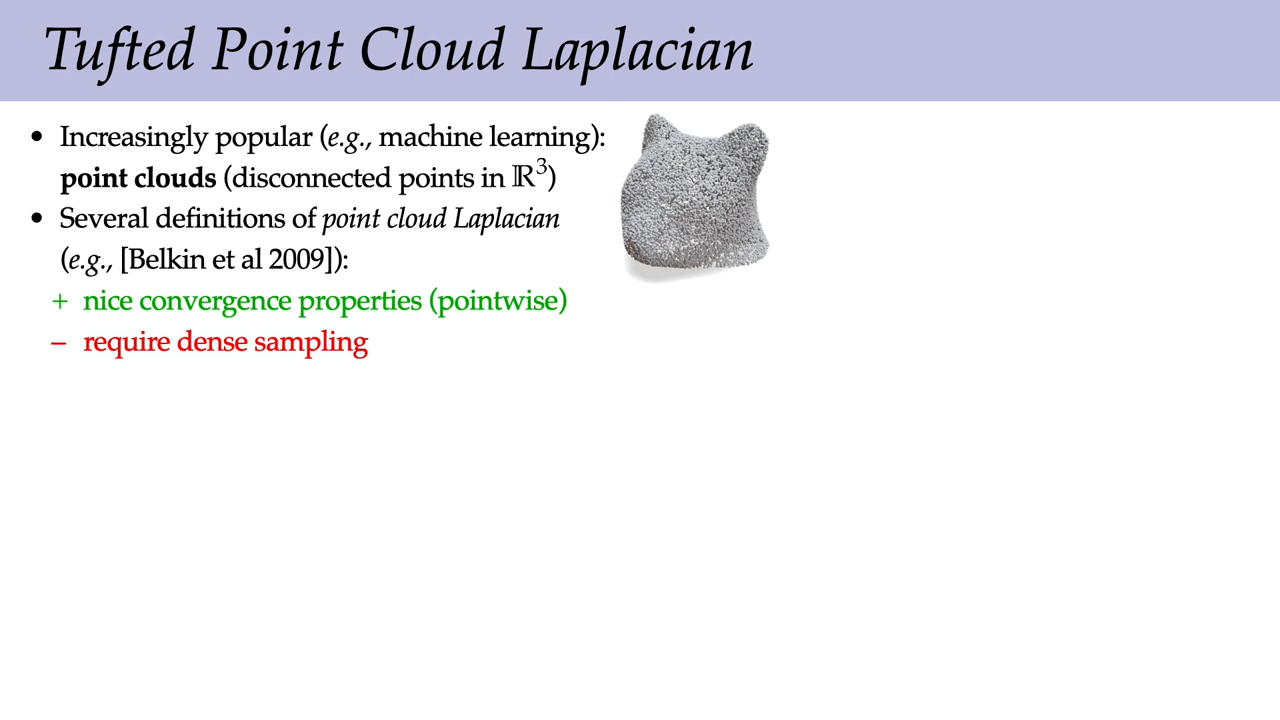 Tufted Point Cloud Laplacian
• Increasingly popular (e.g., machine learning):
point clouds (disconnected points in ℝ³)
• Several definitions of point cloud Laplacian
(e.g., [Belkin et al 2009]):
+ nice convergence properties (pointwise)
– require dense sampling